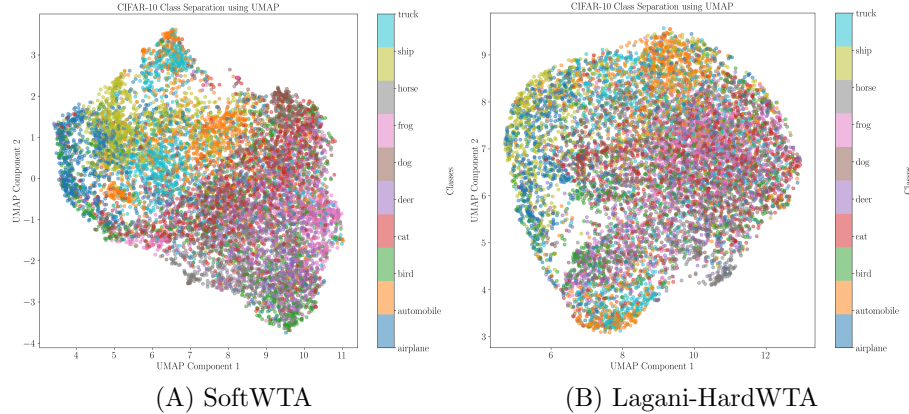 CIFAR-10 Class Separation using UMAP
UMAP Component 2
3
2
1
0
−1
−2
−3
−4
4
5
6
7
8
9
10
11
UMAP Component 1
truck
ship
horse
frog
dog
deer
cat
bird
automobile
airplane
Classes
(A) SoftWTA
CIFAR-10 Class Separation using UMAP
UMAP Component 2
9
8
7
6
5
4
3
6
8
10
12
UMAP Component 1
truck
ship
horse
frog
dog
deer
cat
bird
automobile
airplane
Classes
(B) Lagani-HardWTA